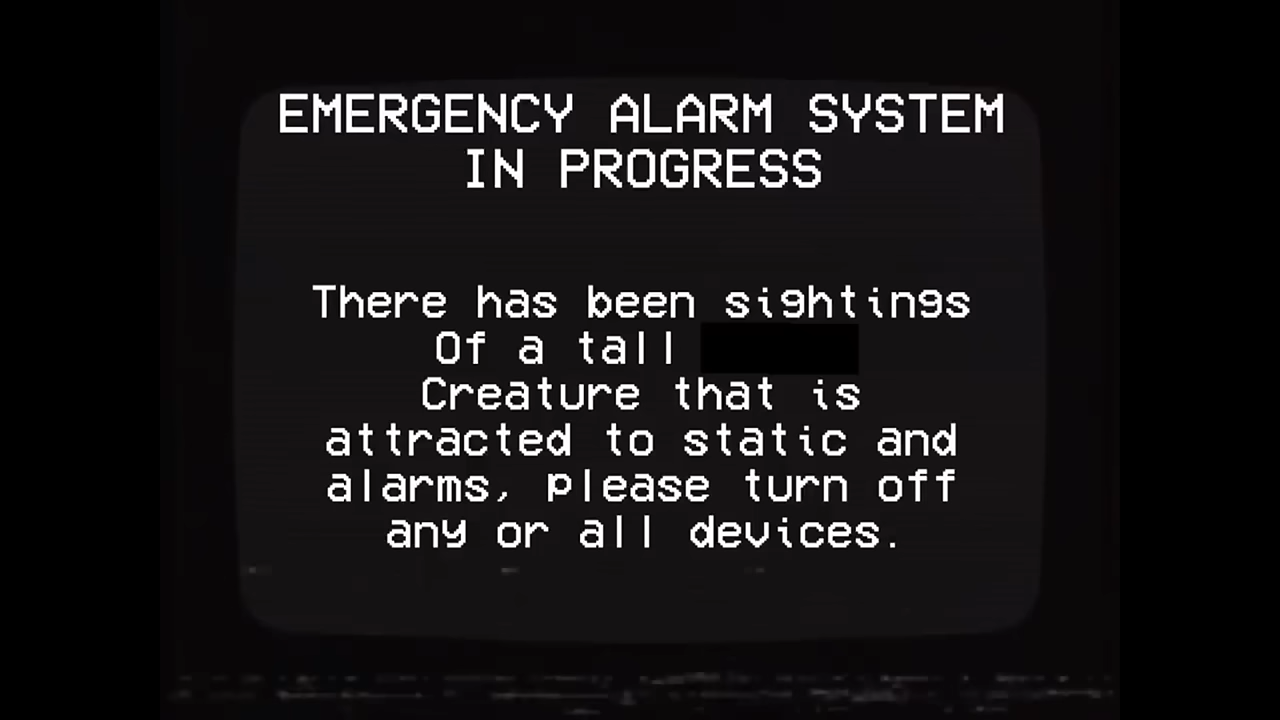 EMERGENCY ALARM SYSTEM
IN PROGRESS
There has been sightings
Of a tall
Creature that is
attracted to static and
alarms, please turn off
any or all devices.